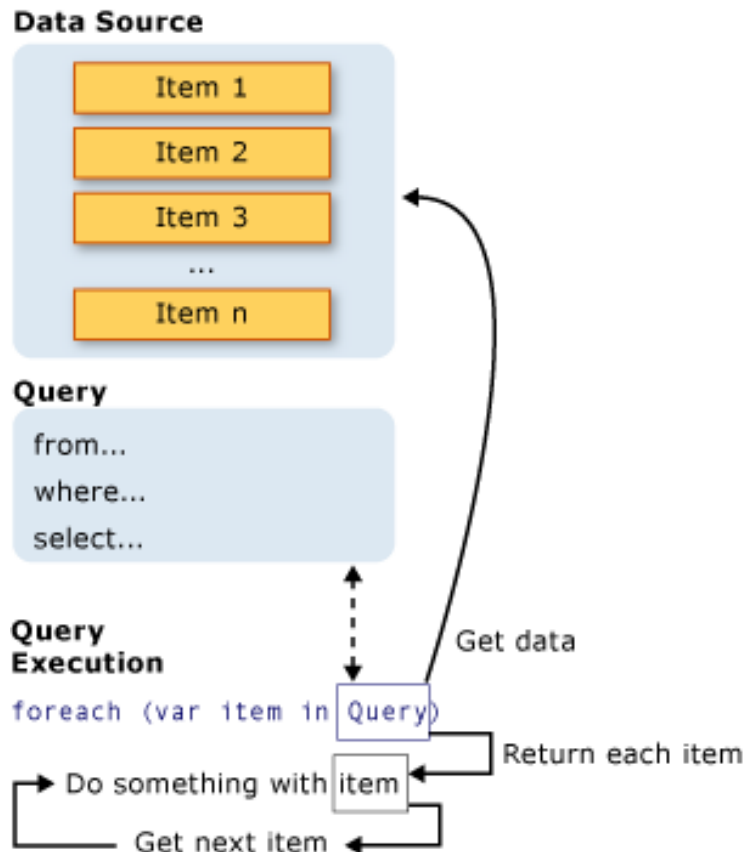 Data Source
Item 1
Item 2
Item 3
...
Item n
Query
from...
where...
select...
Query
Execution
Get data
foreach (var item in Query)
Return each item
Do something with item
Get next item